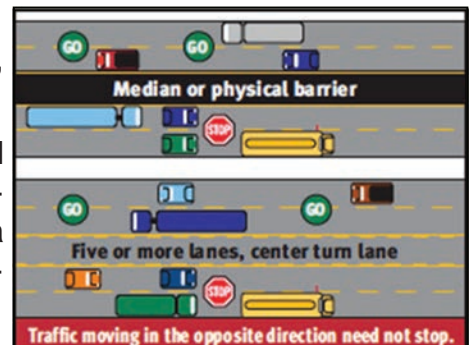 GO
GO
Median or physical barrier
STOP
GO
GO
Five or more lanes, center turn lane
STOP
Traffic moving in the opposite direction need not stop.